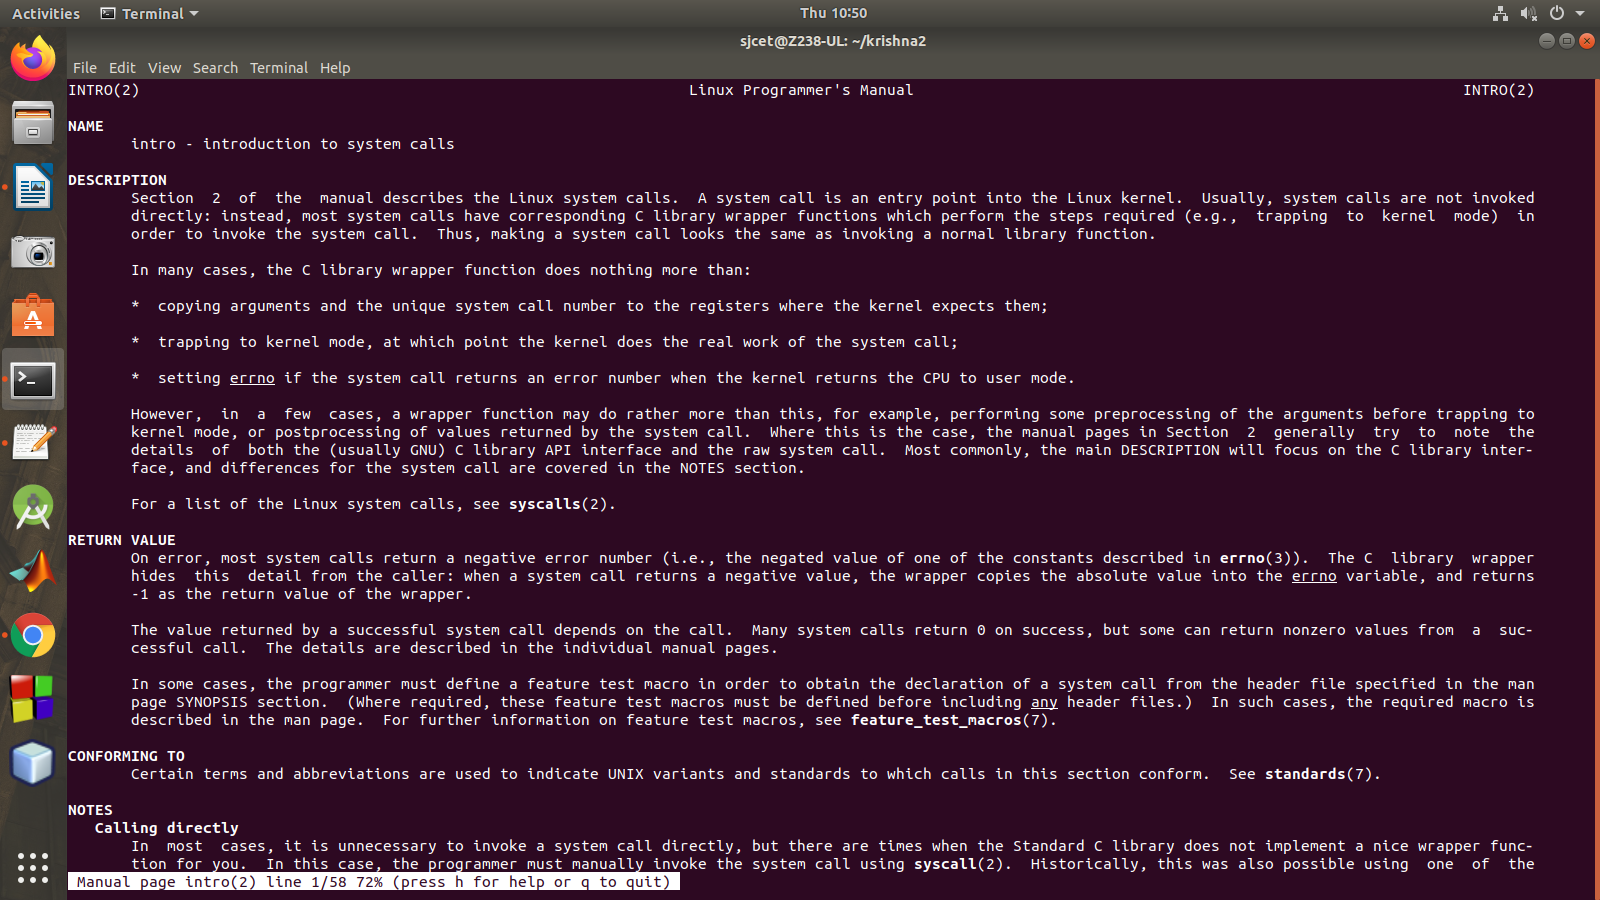 Activities Terminal Thu 10:50
sjcet@Z238-UL: ~/krishna2
File Edit View Search Terminal Help
INTRO(2) Linux Programmer's Manual INTRO(2)
NAME
intro - introduction to system calls
DESCRIPTION
Section 2 of the manual describes the Linux system calls. A system call is an entry point into the Linux kernel. Usually, system calls are not invoked
directly: instead, most system calls have corresponding C library wrapper functions which perform the steps required (e.g., trapping to kernel mode) in
order to invoke the system call. Thus, making a system call looks the same as invoking a normal library function.
In many cases, the C library wrapper function does nothing more than:
* copying arguments and the unique system call number to the registers where the kernel expects them;
* trapping to kernel mode, at which point the kernel does the real work of the system call;
* setting errno if the system call returns an error number when the kernel returns the CPU to user mode.
However, in a few cases, a wrapper function may do rather more than this, for example, performing some preprocessing of the arguments before trapping to
kernel mode, or postprocessing of values returned by the system call. Where this is the case, the manual pages in Section 2 generally try to note the
details of both the (usually GNU) C library API interface and the raw system call. Most commonly, the main DESCRIPTION will focus on the C library inter-
face, and differences for the system call are covered in the NOTES section.
For a list of the Linux system calls, see syscalls(2).
RETURN VALUE
On error, most system calls return a negative error number (i.e., the negated value of one of the constants described in errno(3)). The C library wrapper
hides this detail from the caller: when a system call returns a negative value, the wrapper copies the absolute value into the errno variable, and returns
-1 as the return value of the wrapper.
The value returned by a successful system call depends on the call. Many system calls return 0 on success, but some can return nonzero values from a suc-
cessful call. The details are described in the individual manual pages.
In some cases, the programmer must define a feature test macro in order to obtain the declaration of a system call from the header file specified in the man
page SYNOPSIS section. (Where required, these feature test macros must be defined before including any header files.) In such cases, the required macro is
described in the man page. For further information on feature test macros, see feature_test_macros(7).
CONFORMING TO
Certain terms and abbreviations are used to indicate UNIX variants and standards to which calls in this section conform. See standards(7).
NOTES
Calling directly
In most cases, it is unnecessary to invoke a system call directly, but there are times when the Standard C library does not implement a nice wrapper func-
tion for you. In this case, the programmer must manually invoke the system call using syscall(2). Historically, this was also possible using one of the
Manual page intro(2) line 1/58 72% (press h for help or q to quit)